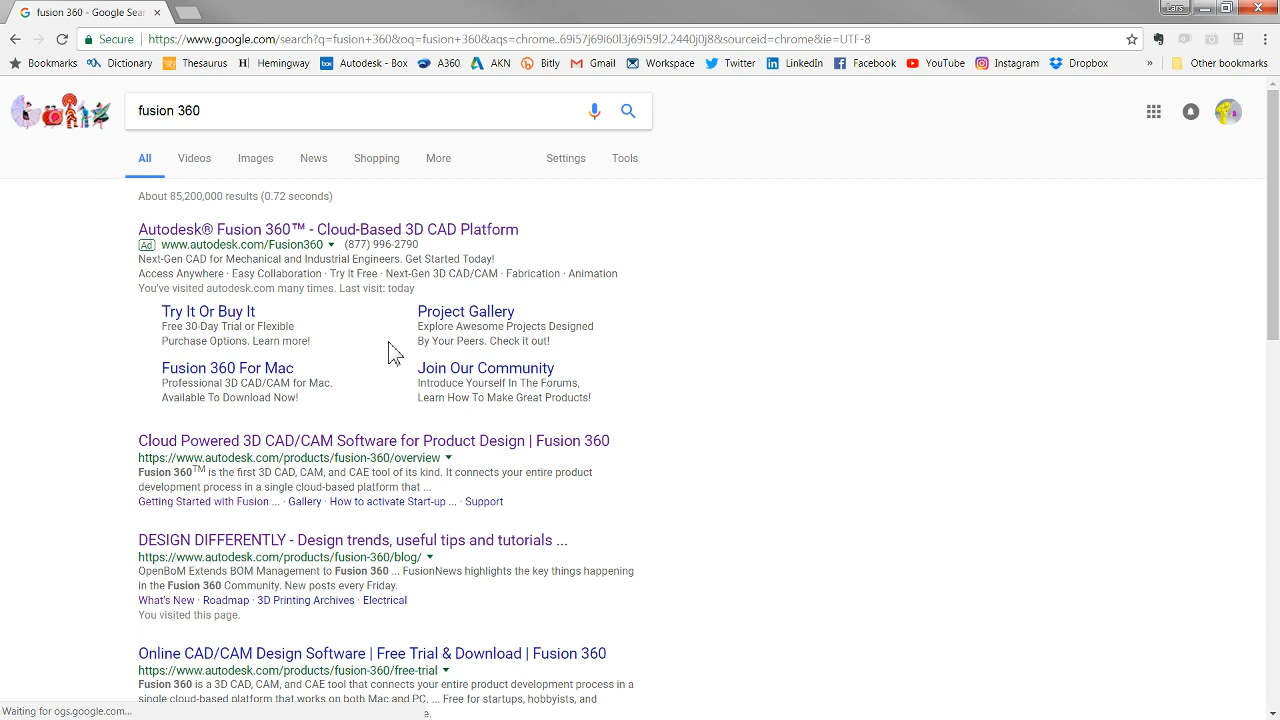 fusion 360 - Google Sear
Lars
Secure https://www.google.com/search?q=fusion+360&oq=fusion+360&aqs=chrome..69i57j69i60l3j69i59l2.2440j0j8&sourceid=chrome&ie=UTF-8
Bookmarks Dictionary Thesaurus Hemingway Autodesk - Box A360 AKN Bitly Gmail Workspace Twitter LinkedIn Facebook YouTube Instagram Dropbox » Other bookmarks
fusion 360
All Videos Images News Shopping More Settings Tools
About 85,200,000 results (0.72 seconds)
Autodesk® Fusion 360™ - Cloud-Based 3D CAD Platform
Ad www.autodesk.com/Fusion360 (877) 996-2790
Next-Gen CAD for Mechanical and Industrial Engineers. Get Started Today!
Access Anywhere · Easy Collaboration · Try It Free · Next-Gen 3D CAD/CAM · Fabrication · Animation
You've visited autodesk.com many times. Last visit: today
Try It Or Buy It
Free 30-Day Trial or Flexible
Purchase Options. Learn more!
Project Gallery
Explore Awesome Projects Designed
By Your Peers. Check it out!
Fusion 360 For Mac
Professional 3D CAD/CAM for Mac.
Available To Download Now!
Join Our Community
Introduce Yourself In The Forums,
Learn How To Make Great Products!
Cloud Powered 3D CAD/CAM Software for Product Design | Fusion 360
https://www.autodesk.com/products/fusion-360/overview
Fusion 360TM is the first 3D CAD, CAM, and CAE tool of its kind. It connects your entire product
development process in a single cloud-based platform that ...
Getting Started with Fusion ... · Gallery · How to activate Start-up ... · Support
DESIGN DIFFERENTLY - Design trends, useful tips and tutorials ...
https://www.autodesk.com/products/fusion-360/blog/
OpenBoM Extends BOM Management to Fusion 360 ... FusionNews highlights the key things happening
in the Fusion 360 Community. New posts every Friday.
What's New · Roadmap · 3D Printing Archives · Electrical
You visited this page.
Online CAD/CAM Design Software | Free Trial & Download | Fusion 360
https://www.autodesk.com/products/fusion-360/free-trial
Fusion 360 is a 3D CAD, CAM, and CAE tool that connects your entire product development process in a
single cloud-based platform that works on both Mac and PC. ... Free for startups, hobbyists, and
Waiting for ogs.google.com...